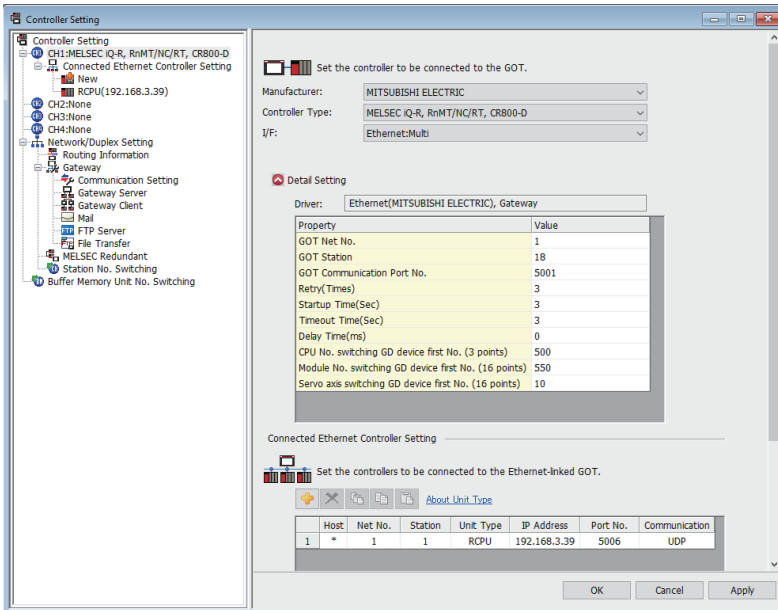 Controller Setting
Controller Setting
CH1:MELSEC iQ-R, RnMT/NC/RT, CR800-D
Connected Ethernet Controller Setting
New
RCPU(192.168.3.39)
CH2:None
CH3:None
CH4:None
Network/Duplex Setting
Routing Information
Gateway
Communication Setting
Gateway Server
Gateway Client
Mail
FTP Server
File Transfer
MELSEC Redundant
Station No. Switching
Buffer Memory Unit No. Switching
Set the controller to be connected to the GOT.
Manufacturer: MITSUBISHI ELECTRIC
Controller Type: MELSEC iQ-R, RnMT/NC/RT, CR800-D
I/F: Ethernet:Multi
Detail Setting
Driver: Ethernet(MITSUBISHI ELECTRIC), Gateway
Property Value
GOT Net No. 1
GOT Station 18
GOT Communication Port No. 5001
Retry(Times) 3
Startup Time(Sec) 3
Timeout Time(Sec) 3
Delay Time(ms) 0
CPU No. switching GD device first No. (3 points) 500
Module No. switching GD device first No. (16 points) 550
Servo axis switching GD device first No. (16 points) 10
Connected Ethernet Controller Setting
Set the controllers to be connected to the Ethernet-linked GOT.
About Unit Type
Host Net No. Station Unit Type IP Address Port No. Communication
1 * 1 1 RCPU 192.168.3.39 5006 UDP
OK Cancel Apply